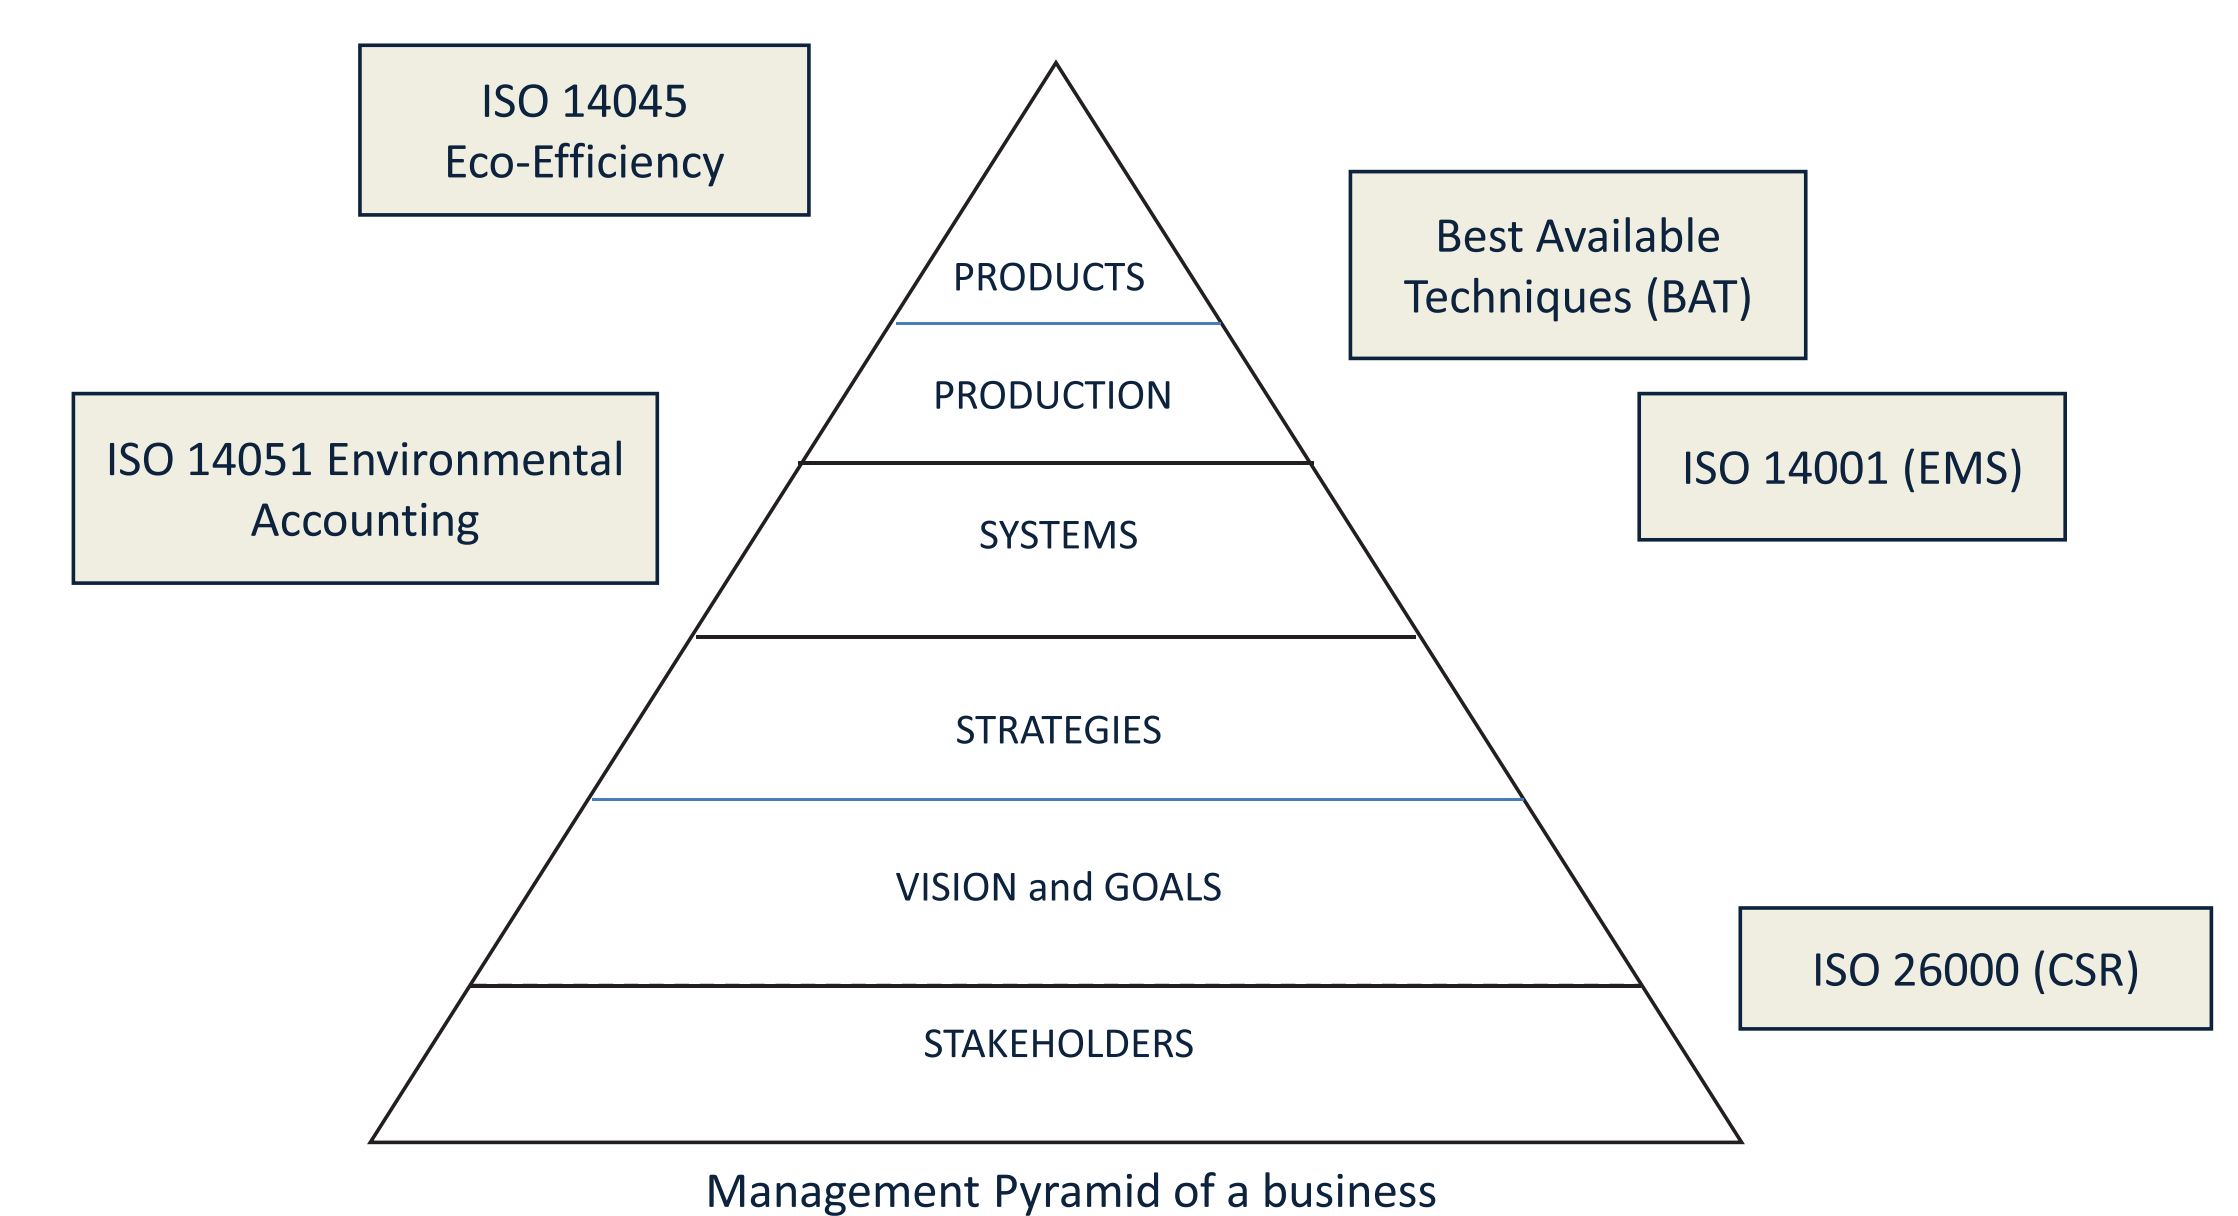 ISO 14045
Eco-Efficiency
Best Available
Techniques (BAT)
PRODUCTS
PRODUCTION
ISO 14051 Environmental
Accounting
ISO 14001 (EMS)
SYSTEMS
STRATEGIES
VISION and GOALS
ISO 26000 (CSR)
STAKEHOLDERS
Management Pyramid of a business